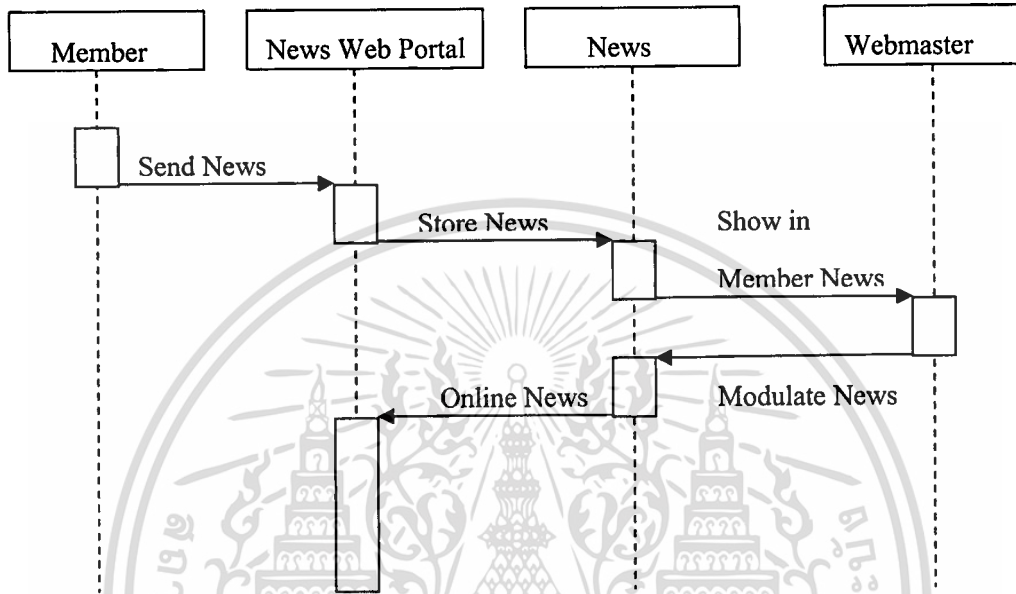 Member
News Web Portal
News
Webmaster
Send News
Store News
Show in
Member News
Modulate News
Online News